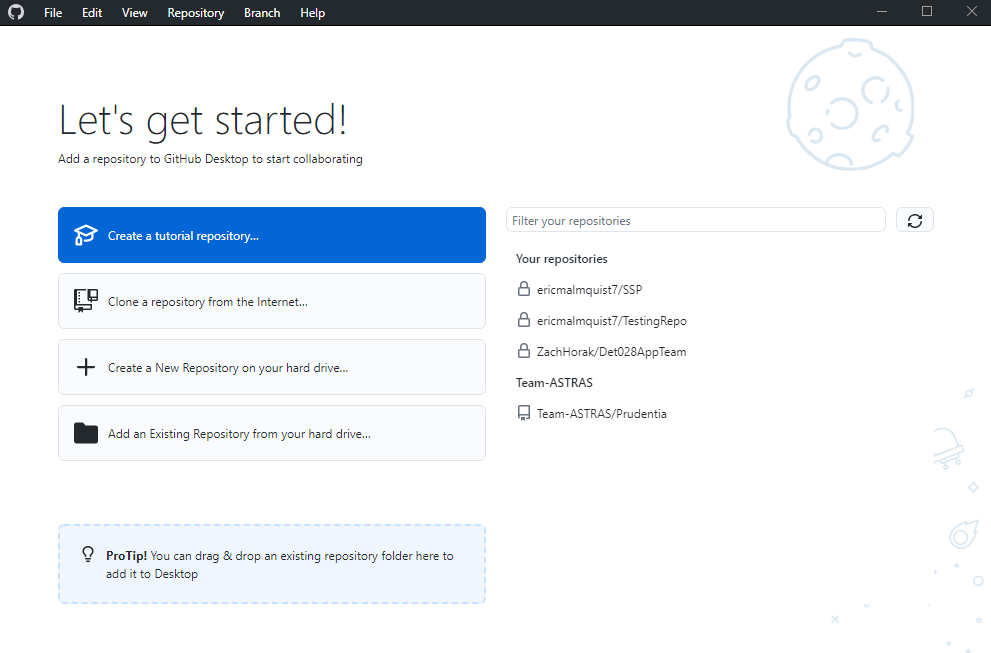 File Edit View Repository Branch Help
Let's get started!
Add a repository to GitHub Desktop to start collaborating
Create a tutorial repository...
Clone a repository from the Internet...
Create a New Repository on your hard drive...
Add an Existing Repository from your hard drive...
ProTip! You can drag & drop an existing repository folder here to
add it to Desktop
Filter your repositories
Your repositories
ericmalmquist7/SSP
ericmalmquist7/TestingRepo
ZachHorak/Det028AppTeam
Team-ASTRAS
Team-ASTRAS/Prudentia